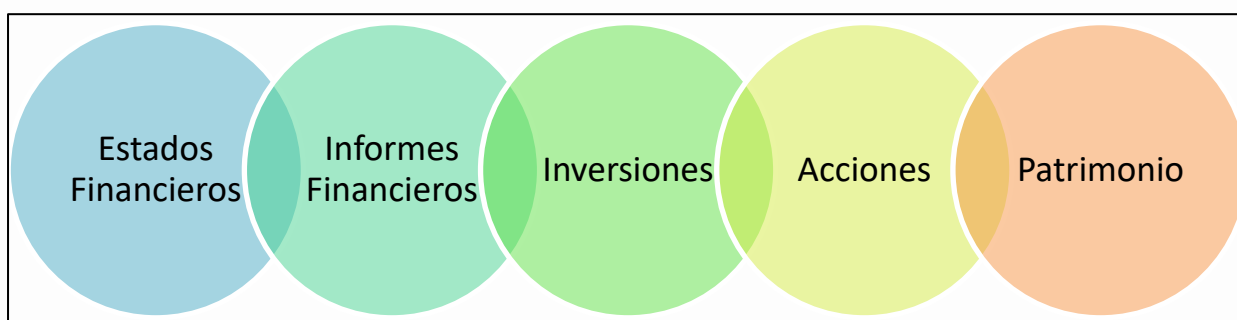 Estados
Financieros
Informes
Financieros
Inversiones
Acciones
Patrimonio